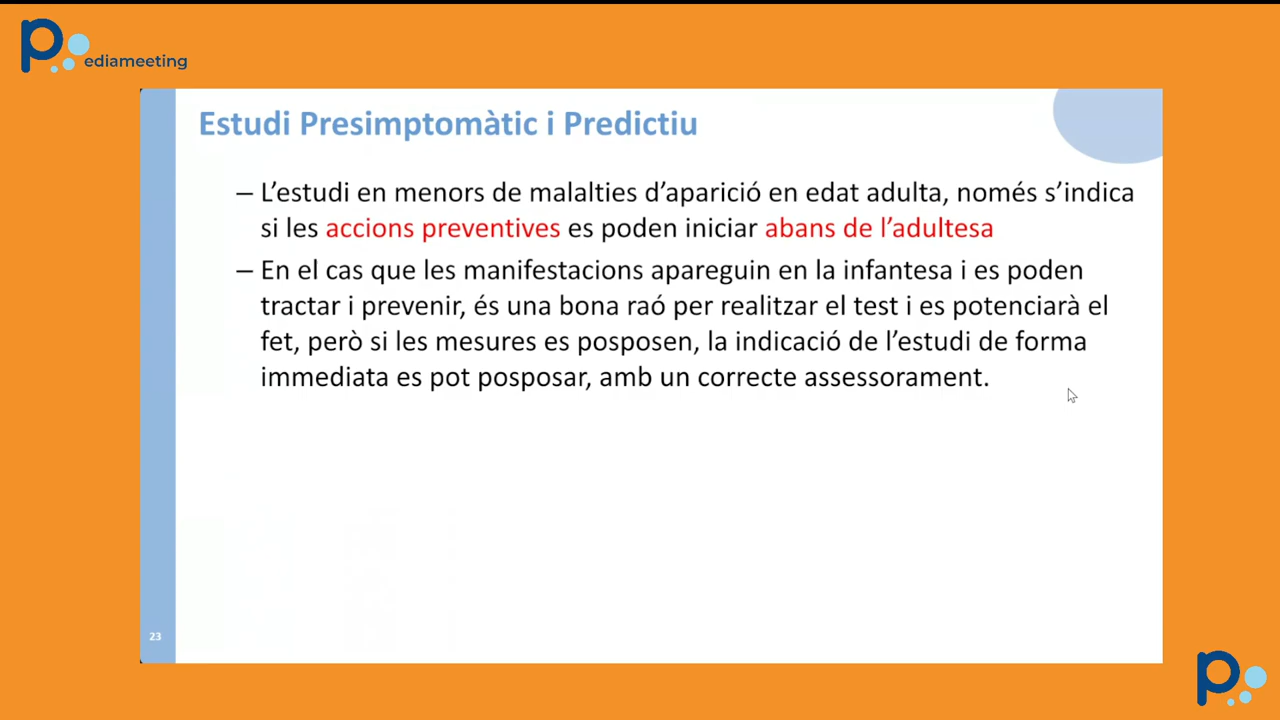 pediameeting
Estudi Presimptomàtic i Predictiu
– L’estudi en menors de malalties d’aparició en edat adulta, només s’indica
si les accions preventives es poden iniciar abans de l’adultesa
– En el cas que les manifestacions apareguin en la infantesa i es poden
tractar i prevenir, és una bona raó per realitzar el test i es potenciarà el
fet, però si les mesures es posposen, la indicació de l’estudi de forma
immediata es pot posposar, amb un correcte assessorament.
23
p